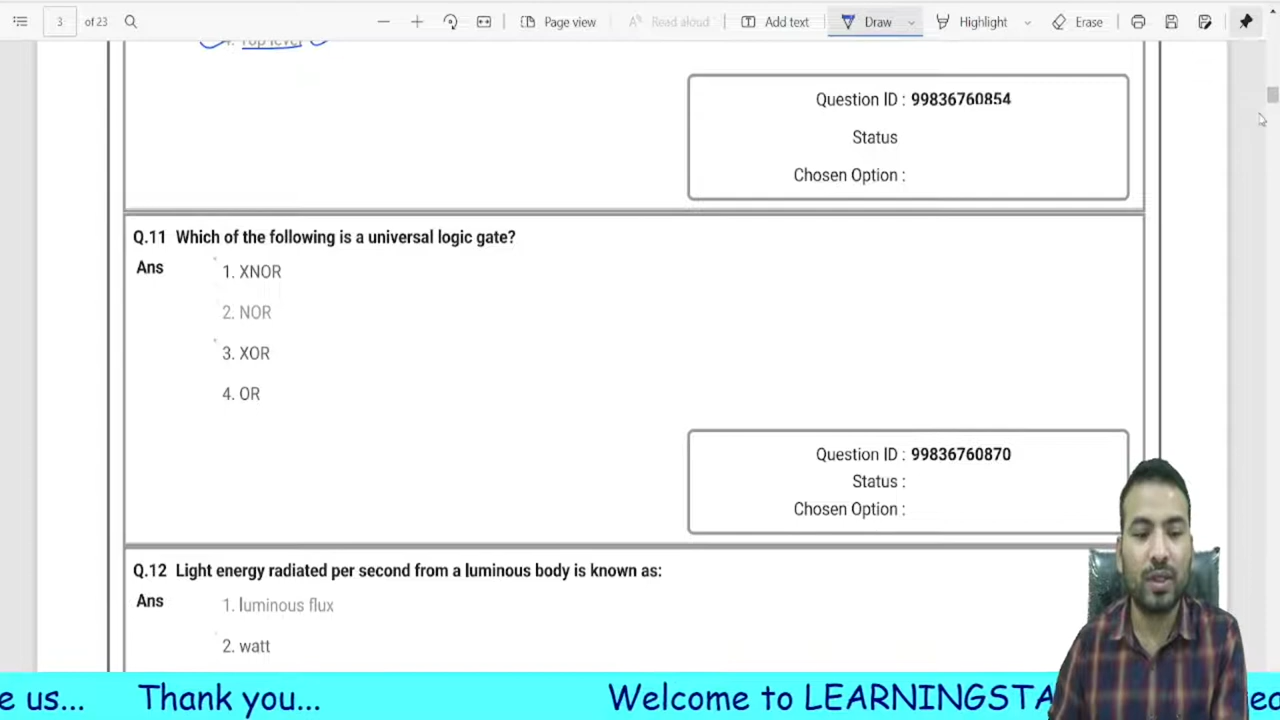 3 of 23 Page view Read aloud Add text Draw Highlight Erase
4. Top level
Question ID : 99836760854
Status
Chosen Option :
Q.11 Which of the following is a universal logic gate?
Ans 1. XNOR
2. NOR
3. XOR
4. OR
Question ID : 99836760870
Status :
Chosen Option :
Q.12 Light energy radiated per second from a luminous body is known as:
Ans 1. luminous flux
2. watt
e us... Thank you... Welcome to LEARNINGSTA